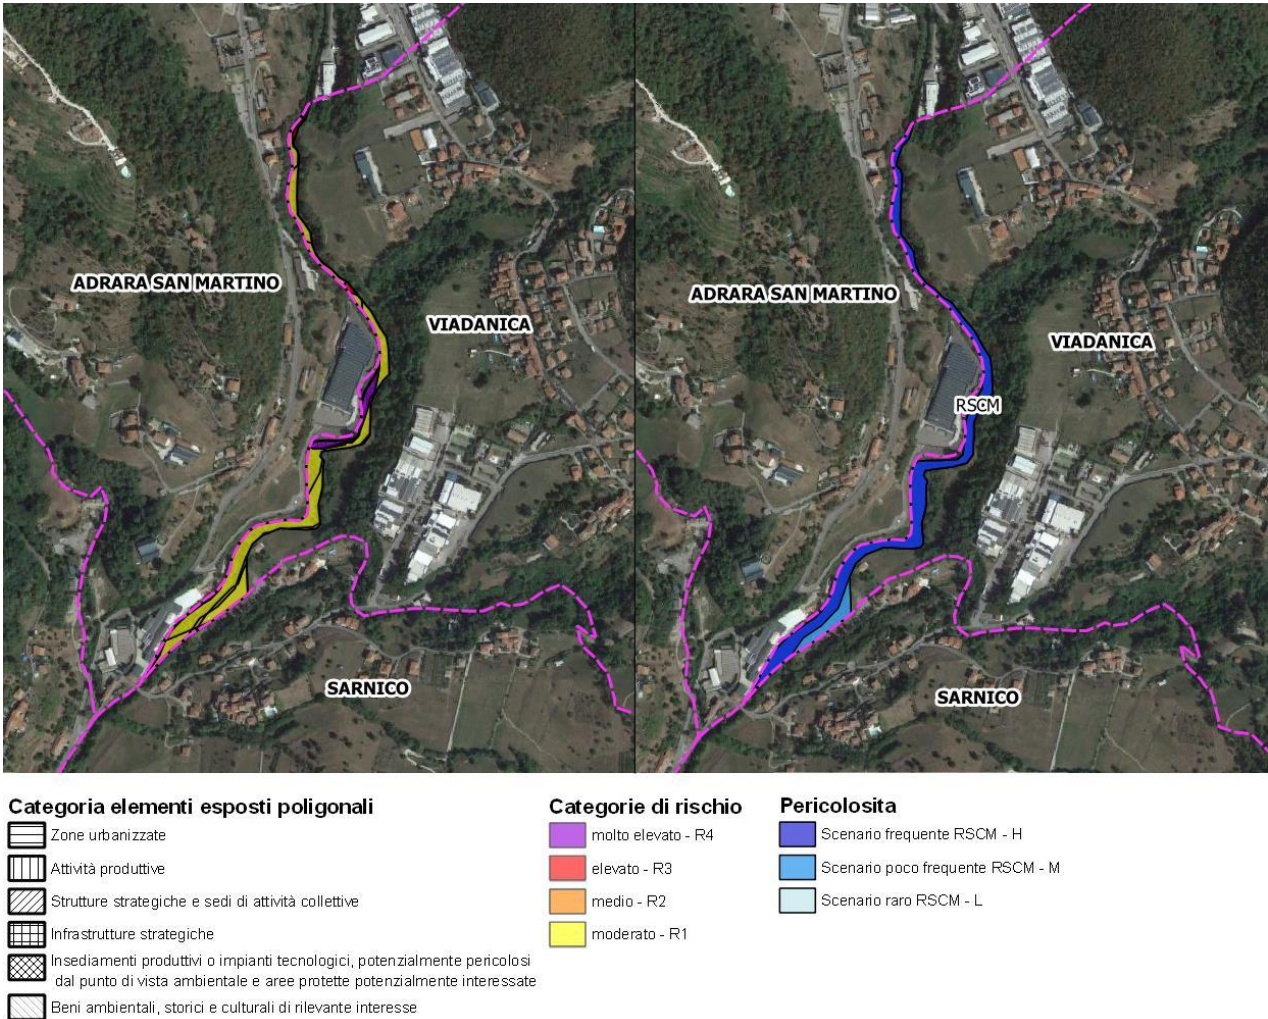 ADRARA SAN MARTINO
VIADANICA
SARNICO
ADRARA SAN MARTINO
VIADANICA
RSCM
SARNICO
Categoria elementi esposti poligonali
Zone urbanizzate
Attività produttive
Strutture strategiche e sedi di attività collettive
Infrastrutture strategiche
Insediamenti produttivi o impianti tecnologici, potenzialmente pericolosi
dal punto di vista ambientale e aree protette potenzialmente interessate
Beni ambientali, storici e culturali di rilevante interesse
Categorie di rischio
molto elevato - R4
elevato - R3
medio - R2
moderato - R1
Pericolosita
Scenario frequente RSCM - H
Scenario poco frequente RSCM - M
Scenario raro RSCM - L